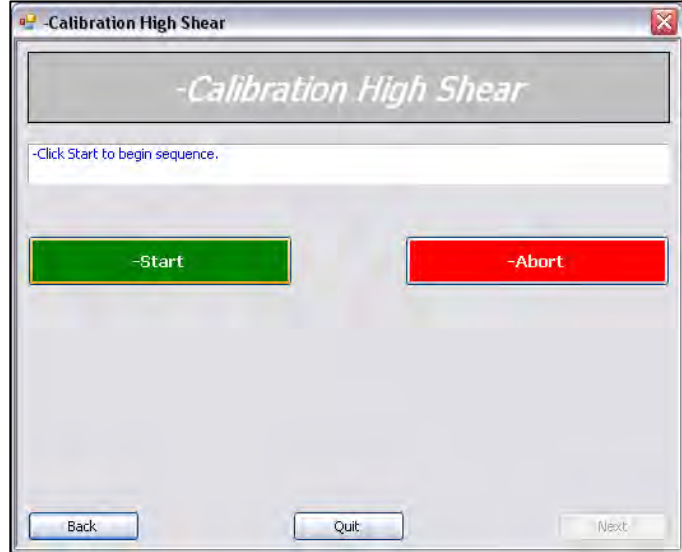 -Calibration High Shear
-Calibration High Shear
-Click Start to begin sequence.
-Start
-Abort
Back
Quit
Next